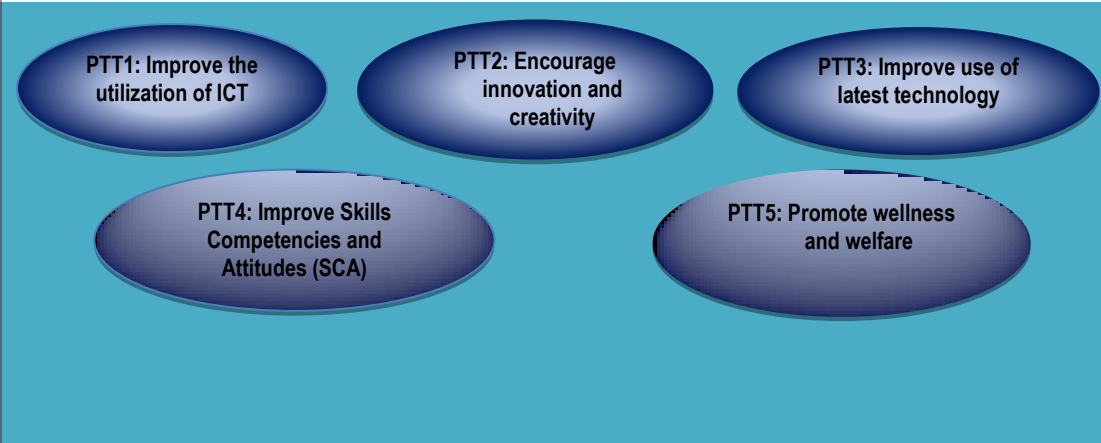 PTT1: Improve the
utilization of ICT
PTT2: Encourage
innovation and
creativity
PTT3: Improve use of
latest technology
PTT4: Improve Skills
Competencies and
Attitudes (SCA)
PTT5: Promote wellness
and welfare